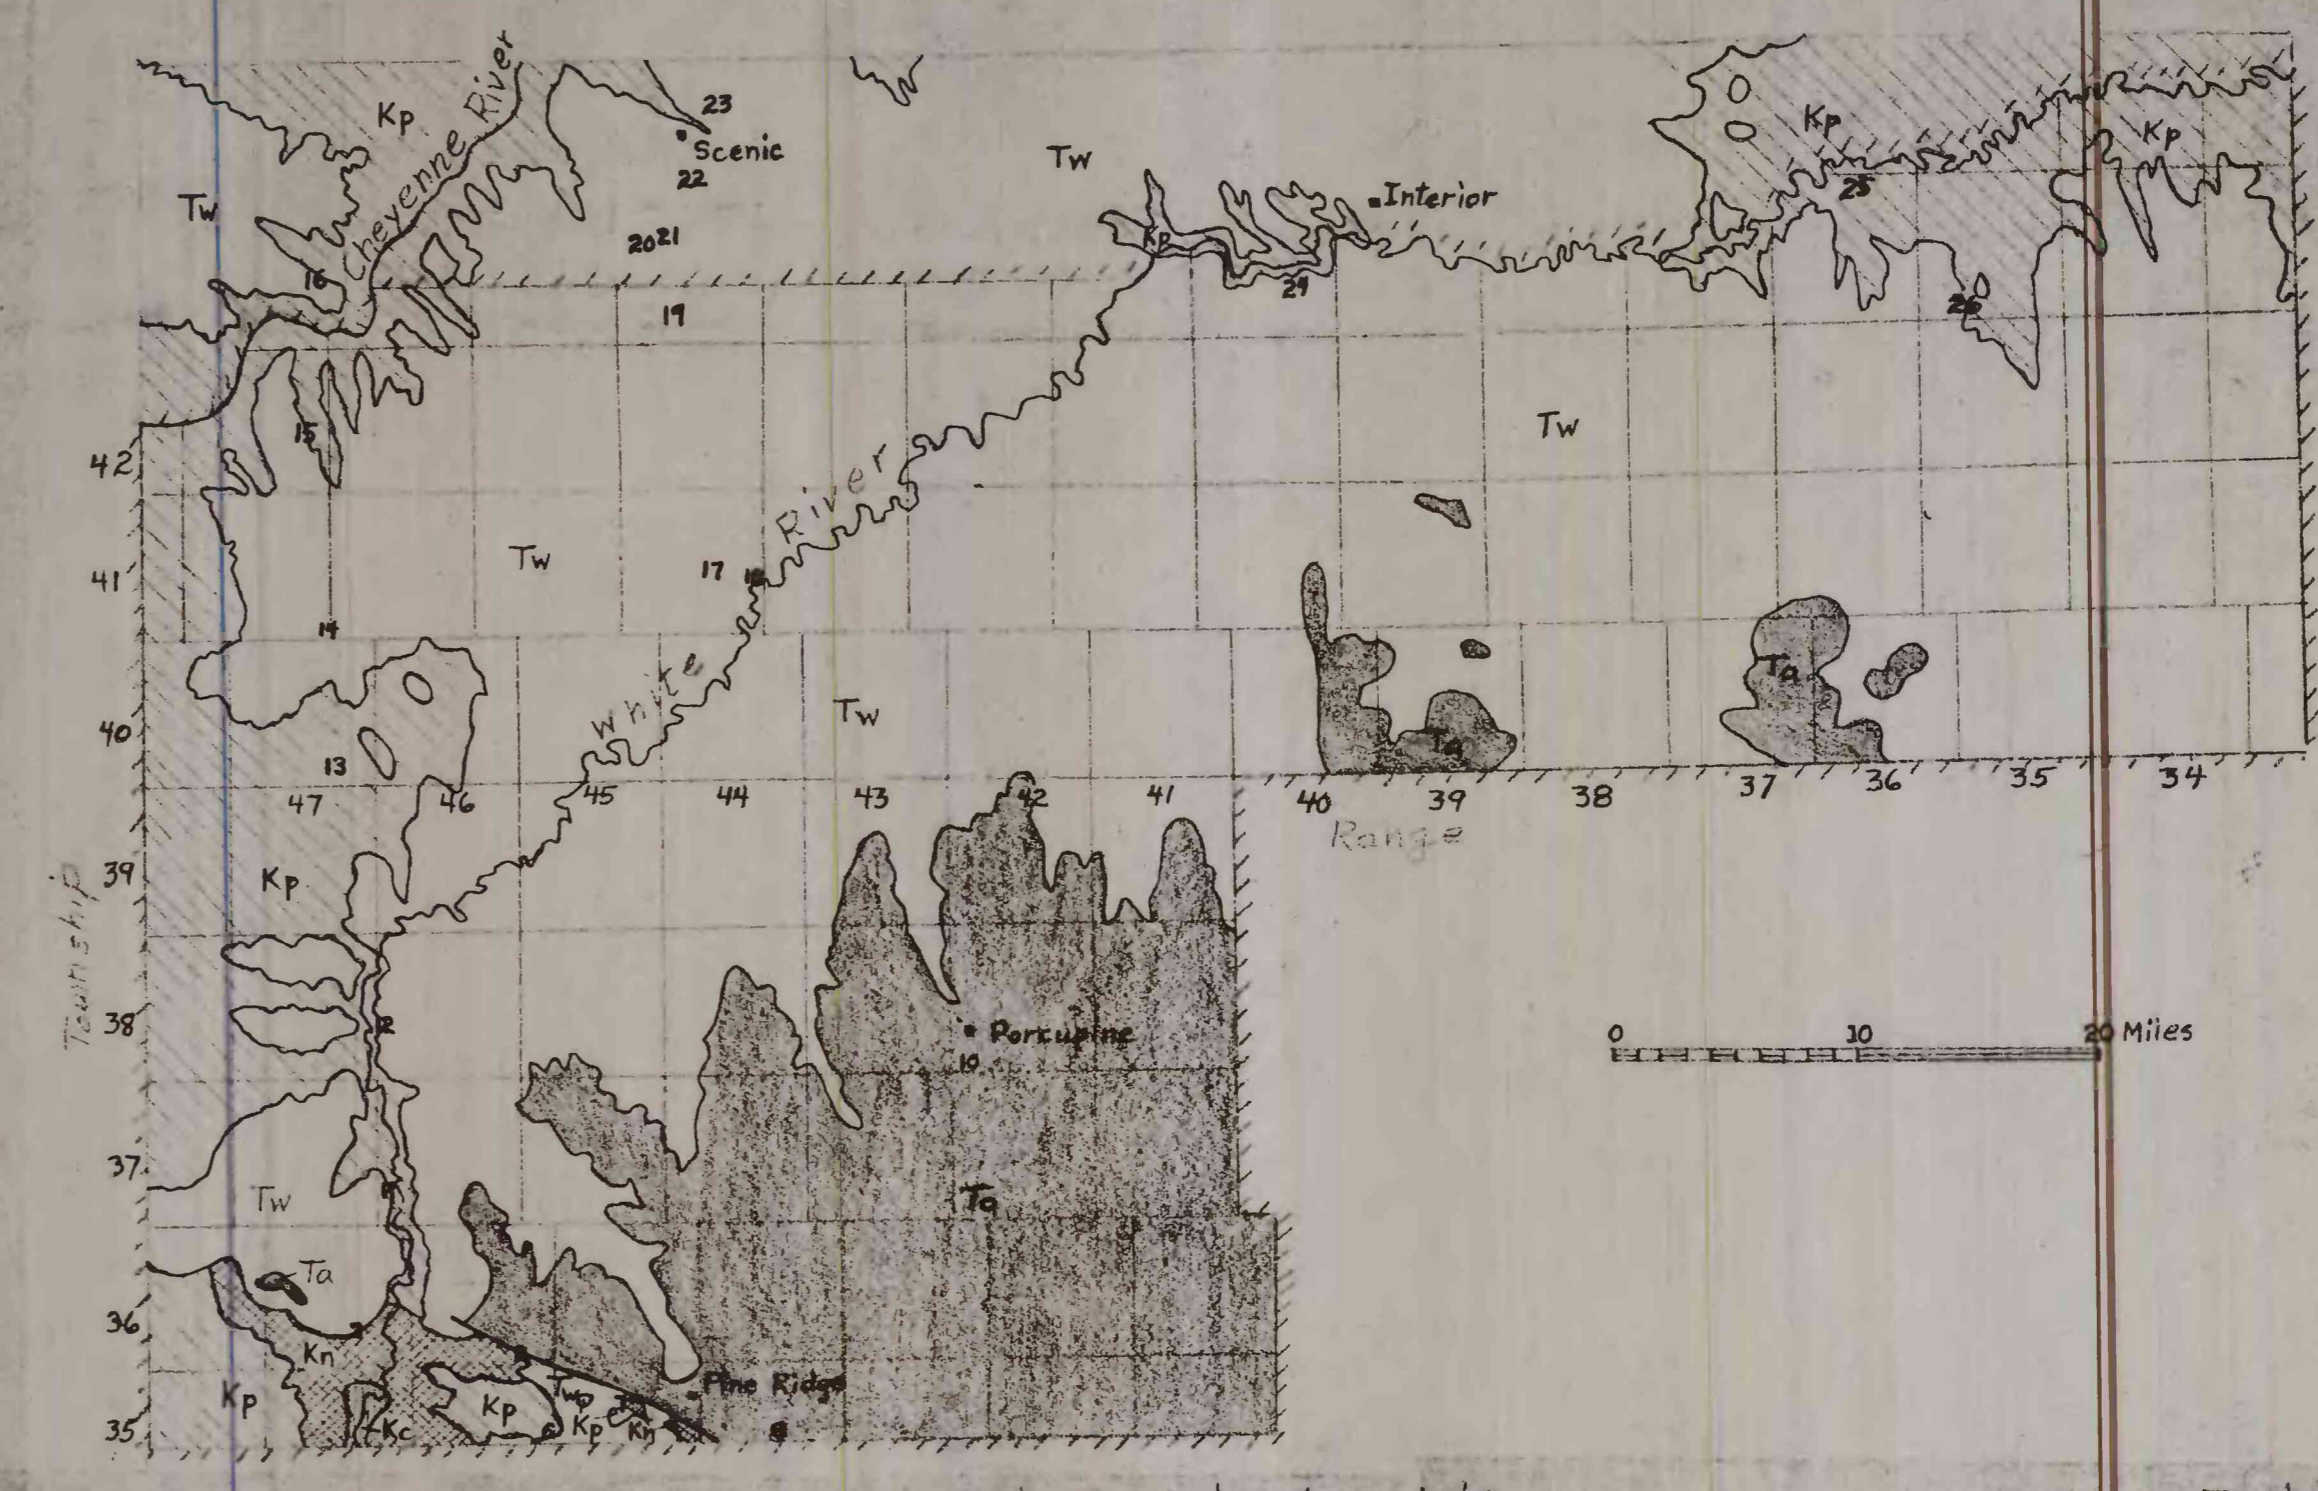 Kp
Cheyenne River
23
Scenic
22
Tw
Tw
2021
16
19
Interior
Kp
24
Kp
Kp
25
26
42
15
Tw
River
41
Tw
17
14
White
40
Tw
13
Ta
Ta
47
46
45
44
43
42
41
40
39
38
37
36
35
34
Range
39
Kp
Township
38
12
Porcupine
10
0
10
20 Miles
37
Tw
Ta
Ta
36
Kn
Kp
Pine Ridge
Twp
Kp
Kp
Kn
Kc
35